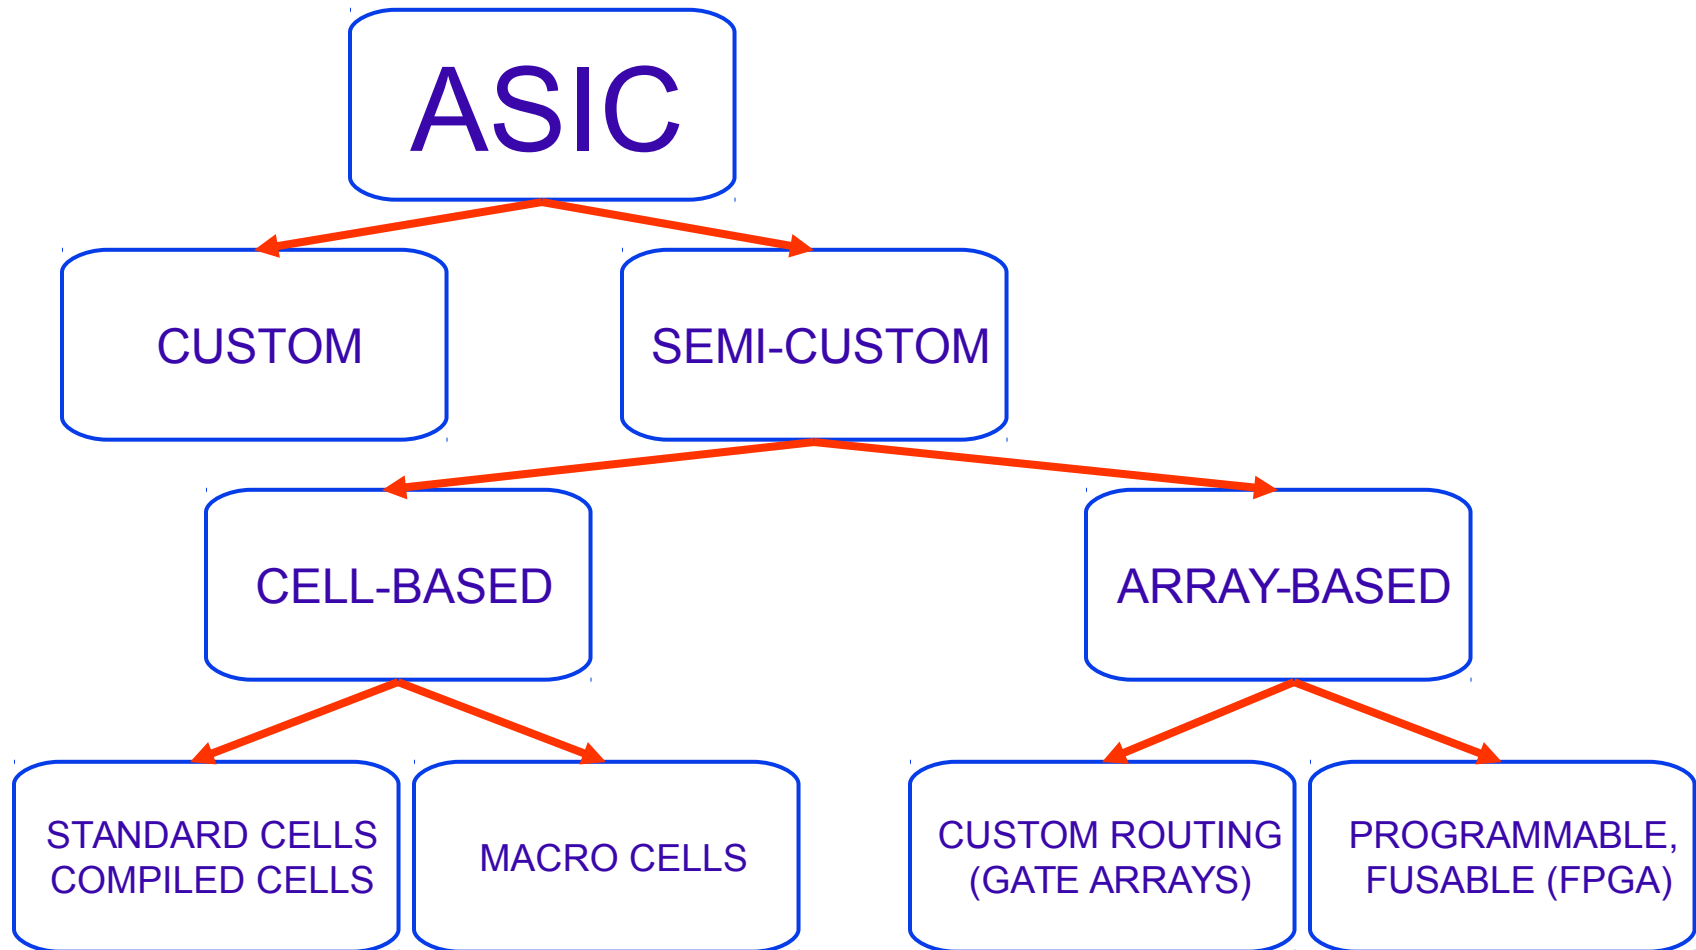 ASIC
CUSTOM
SEMI-CUSTOM
CELL-BASED
ARRAY-BASED
STANDARD CELLS
COMPILED CELLS
MACRO CELLS
CUSTOM ROUTING
(GATE ARRAYS)
PROGRAMMABLE,
FUSABLE (FPGA)